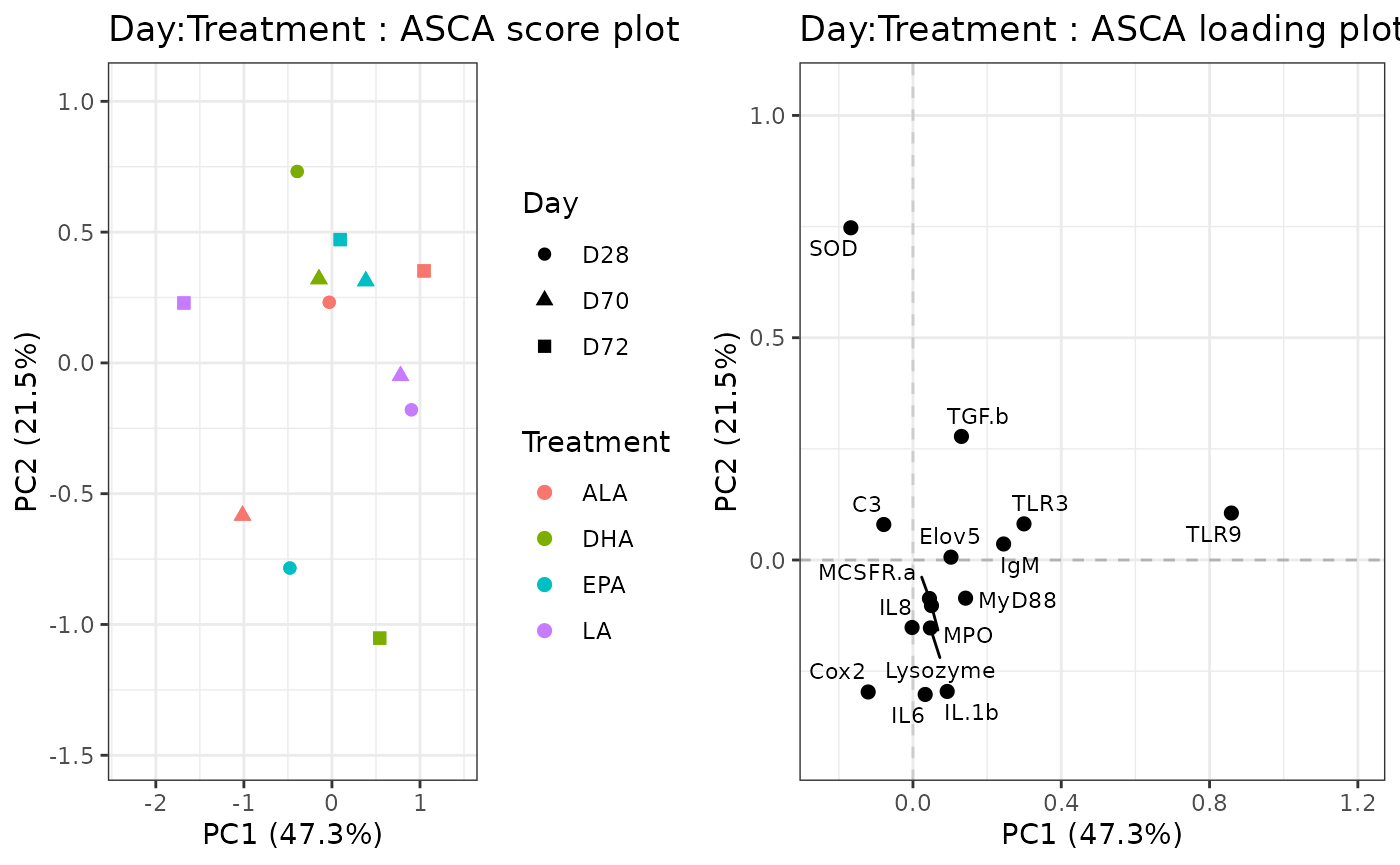 Day:Treatment : ASCA score plot
1.0
0.5
0.0
-0.5
-1.0
-1.5
-2
-1
0
1
PC1 (47.3%)
PC2 (21.5%)
Day
D28
D70
D72
Treatment
ALA
DHA
EPA
LA
Day:Treatment : ASCA loading plot
1.0
0.5
0.0
0.0
0.4
0.8
1.2
PC1 (47.3%)
PC2 (21.5%)
SOD
TGF.b
C3
TLR3
TLR9
Elov5
IgM
MCSFR.a
MyD88
IL8
MPO
Cox2
Lysozyme
IL6
IL.1b